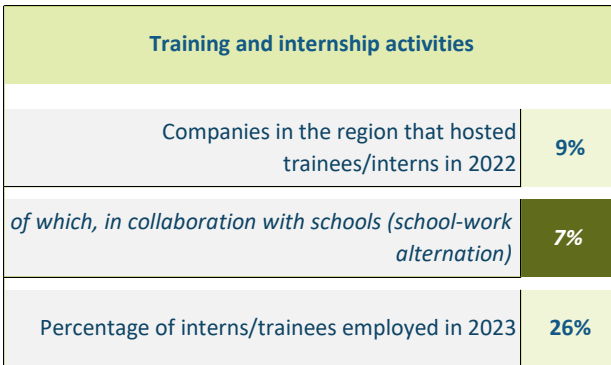 Training and internship activities
Companies in the region that hosted
trainees/interns in 2022
9%
of which, in collaboration with schools (school-work
alternation)
7%
Percentage of interns/trainees employed in 2023
26%